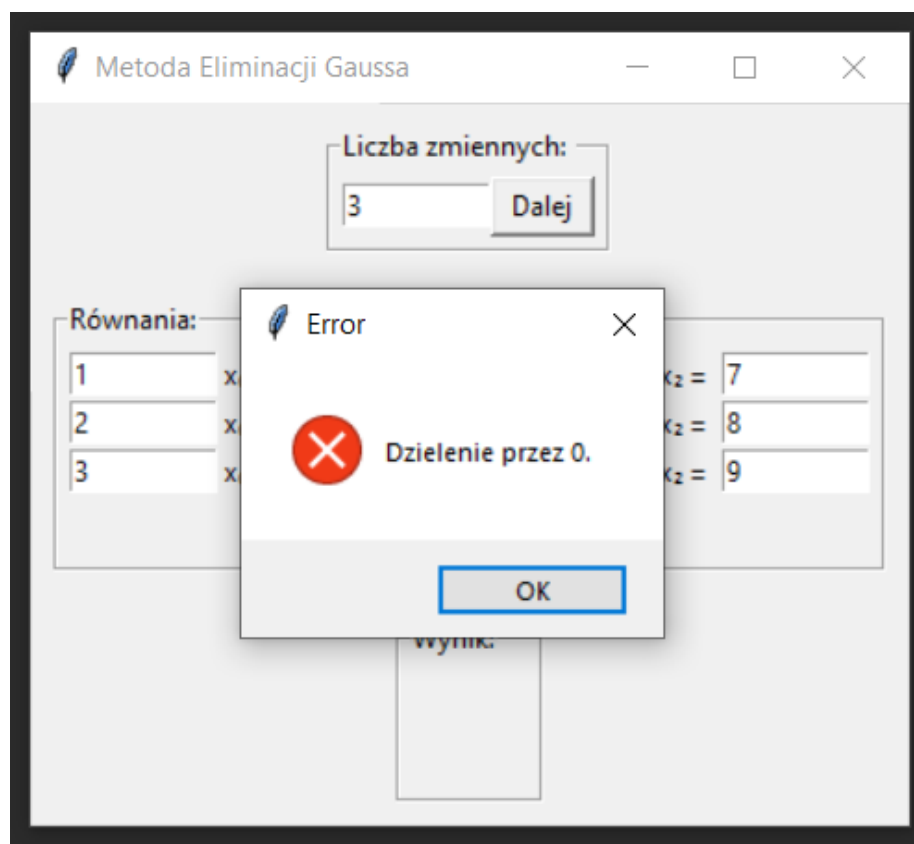 Metoda Eliminacji Gaussa
Liczba zmiennych:
3 Dalej
Równania:
Error
1 x₂ = 7
2 x₂ = 8
3 x₂ = 9
Dzielenie przez 0.
OK
Wynik: